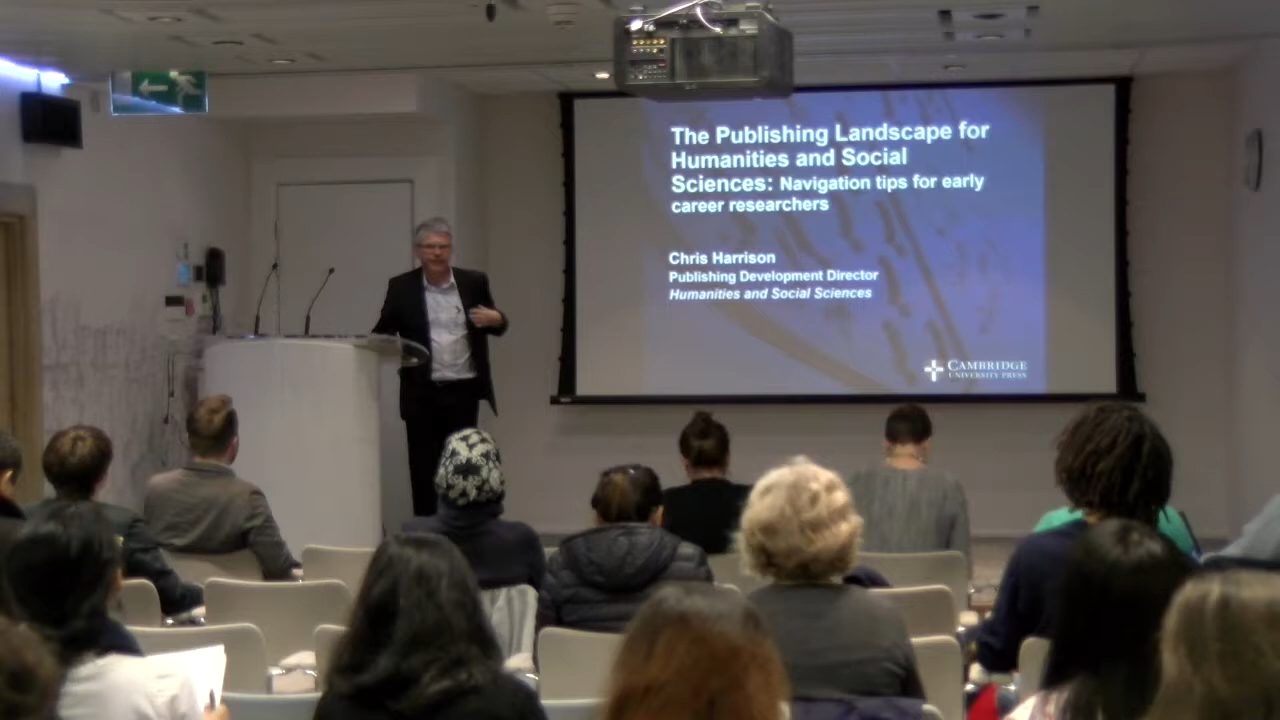 The Publishing Landscape for
Humanities and Social
Sciences: Navigation tips for early
career researchers
Chris Harrison
Publishing Development Director
Humanities and Social Sciences
CAMBRIDGE
UNIVERSITY PRESS